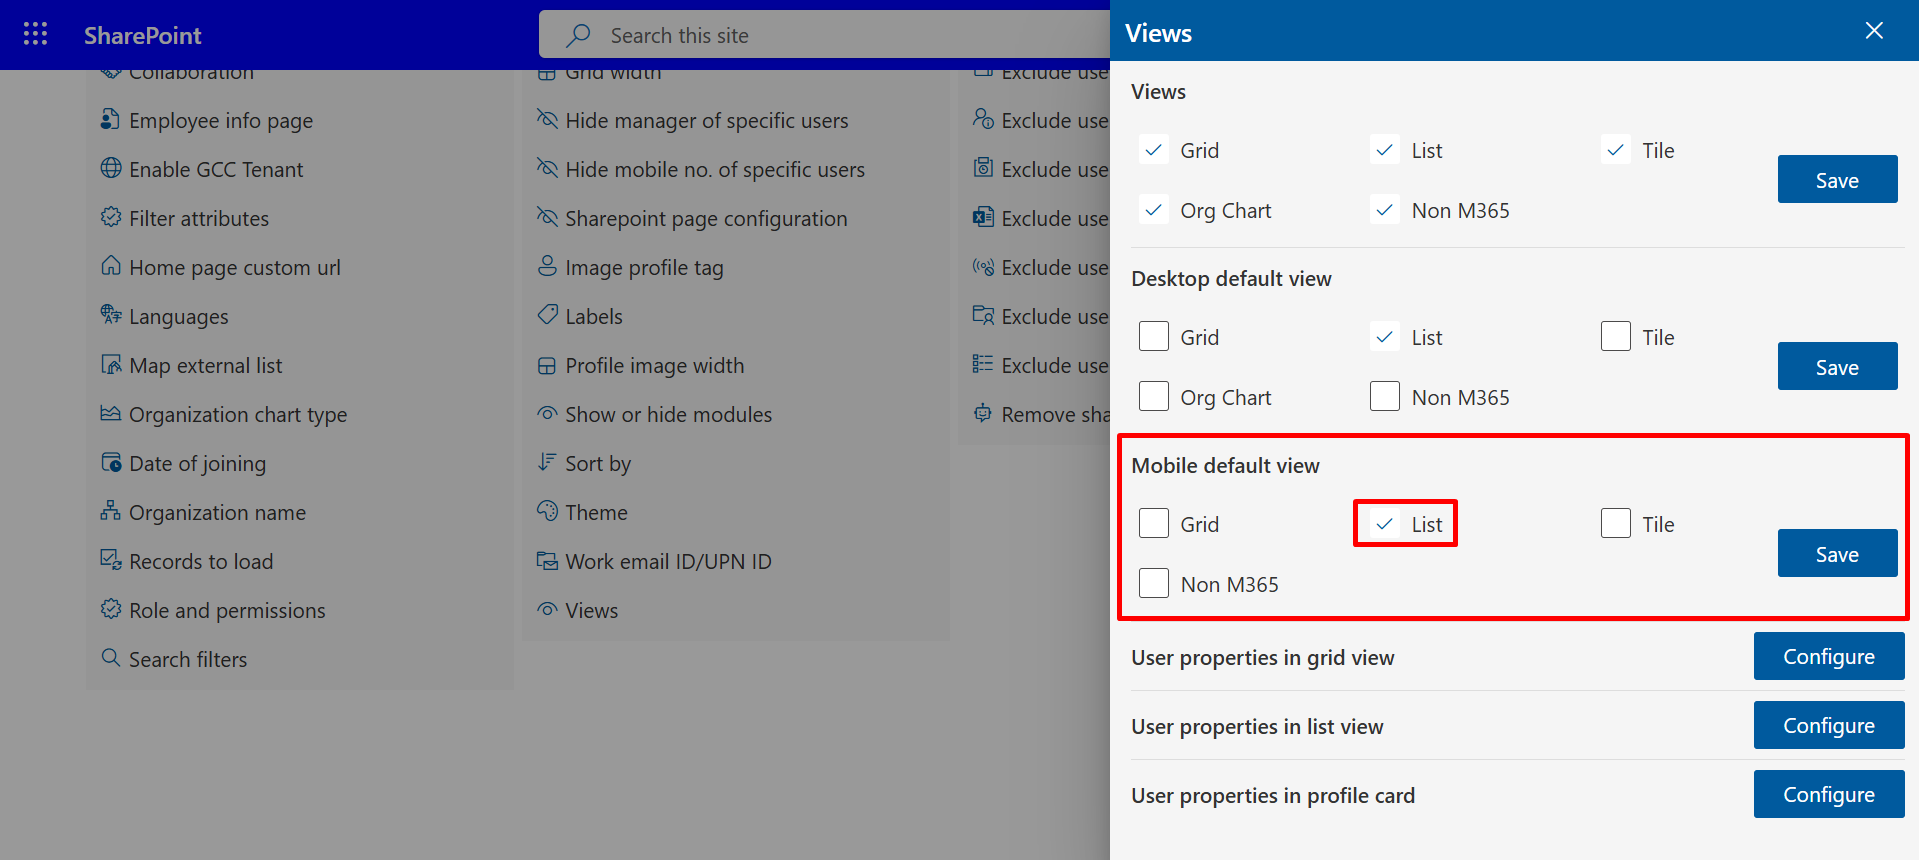 SharePoint
Search this site
Collaboration
Employee info page
Enable GCC Tenant
Filter attributes
Home page custom url
Languages
Map external list
Organization chart type
Date of joining
Organization name
Records to load
Role and permissions
Search filters
Grid width
Hide manager of specific users
Hide mobile no. of specific users
Sharepoint page configuration
Image profile tag
Labels
Profile image width
Show or hide modules
Sort by
Theme
Work email ID/UPN ID
Views
Exclude use
Exclude use
Exclude use
Exclude use
Exclude use
Exclude use
Exclude use
Remove sha
Views
Views
Grid
List
Tile
Org Chart
Non M365
Save
Desktop default view
Grid
List
Tile
Org Chart
Non M365
Save
Mobile default view
Grid
List
Tile
Non M365
Save
User properties in grid view
Configure
User properties in list view
Configure
User properties in profile card
Configure